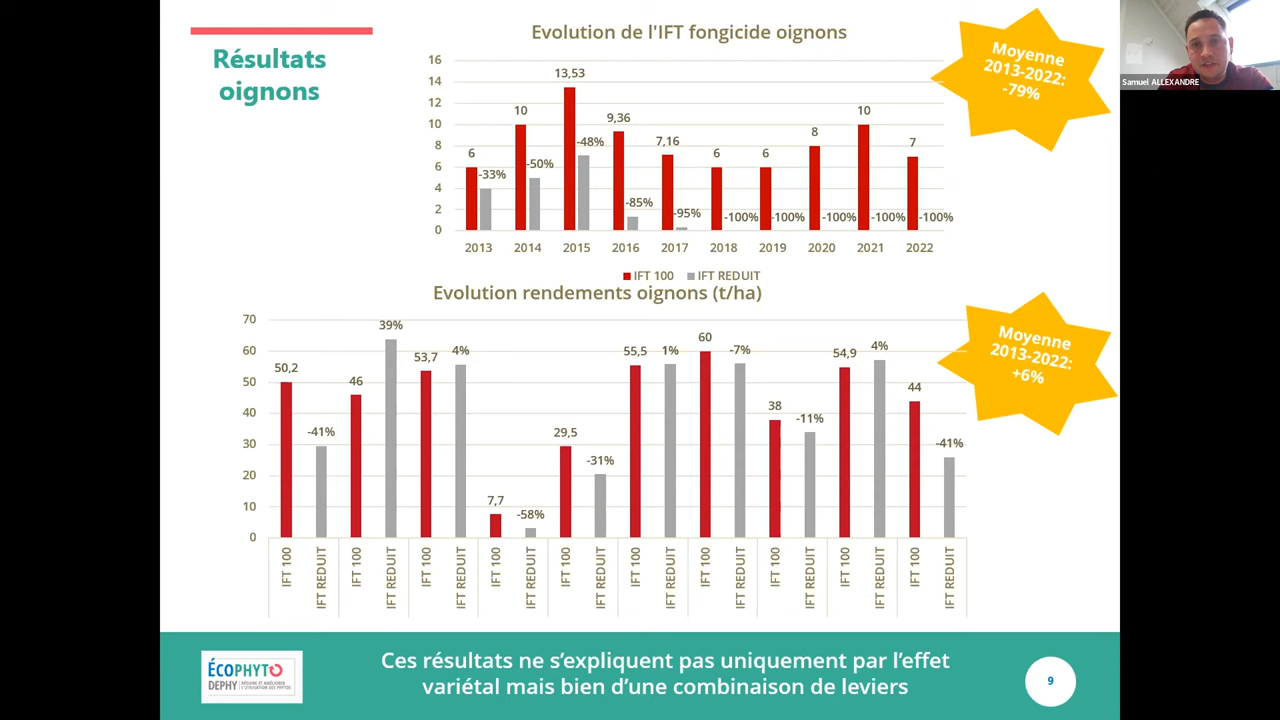 Résultats
oignons
Evolution de l'IFT fongicide oignons
16
14
12
10
8
6
4
2
0
6
-33%
10
-50%
13,53
-48%
9,36
-85%
7,16
-95%
6
-100%
6
-100%
8
-100%
10
-100%
7
-100%
2013 2014 2015 2016 2017 2018 2019 2020 2021 2022
IFT 100 IFT REDUIT
Moyenne
2013-2022:
-79%
Samuel ALLEXANDRE
Evolution rendements oignons (t/ha)
70
60
50
40
30
20
10
0
50,2
-41%
46
39%
53,7
4%
7,7
-58%
29,5
-31%
55,5
1%
60
-7%
38
-11%
54,9
4%
44
-41%
IFT 100
IFT REDUIT
IFT 100
IFT REDUIT
IFT 100
IFT REDUIT
IFT 100
IFT REDUIT
IFT 100
IFT REDUIT
IFT 100
IFT REDUIT
IFT 100
IFT REDUIT
IFT 100
IFT REDUIT
IFT 100
IFT REDUIT
IFT 100
IFT REDUIT
Moyenne
2013-2022:
+6%
ÉCOPHYTO
DEPHY
RÉDUIRE ET AMÉLIORER
L'UTILISATION DES PHYTOS
Ces résultats ne s'expliquent pas uniquement par l'effet
variétal mais bien d'une combinaison de leviers
9